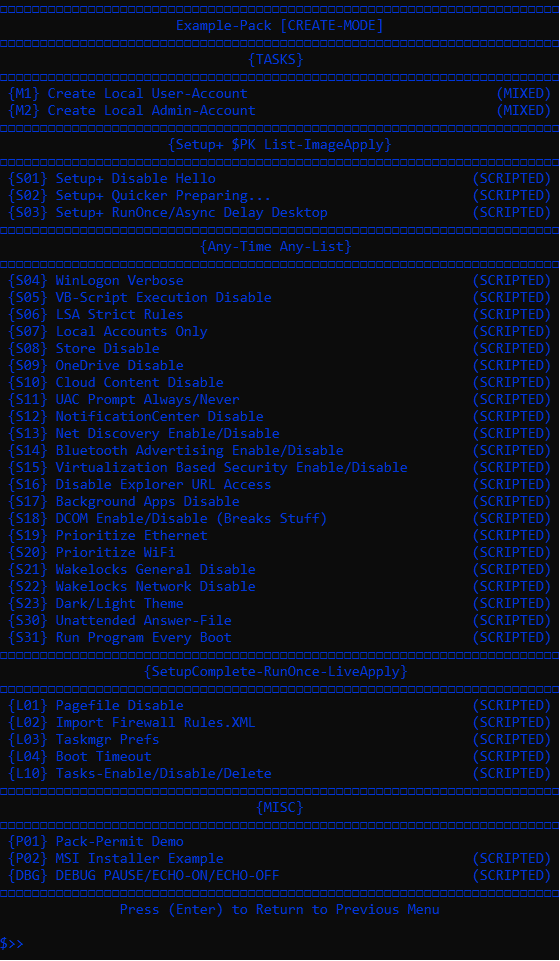 Example-Pack [CREATE-MODE]
{TASKS}
{M1} Create Local User-Account (MIXED)
{M2} Create Local Admin-Account (MIXED)
{Setup+ $PK List-ImageApply}
{S01} Setup+ Disable Hello (SCRIPTED)
{S02} Setup+ Quicker Preparing... (SCRIPTED)
{S03} Setup+ RunOnce/Async Delay Desktop (SCRIPTED)
{Any-Time Any-List}
{S04} WinLogon Verbose (SCRIPTED)
{S05} VB-Script Execution Disable (SCRIPTED)
{S06} LSA Strict Rules (SCRIPTED)
{S07} Local Accounts Only (SCRIPTED)
{S08} Store Disable (SCRIPTED)
{S09} OneDrive Disable (SCRIPTED)
{S10} Cloud Content Disable (SCRIPTED)
{S11} UAC Prompt Always/Never (SCRIPTED)
{S12} NotificationCenter Disable (SCRIPTED)
{S13} Net Discovery Enable/Disable (SCRIPTED)
{S14} Bluetooth Advertising Enable/Disable (SCRIPTED)
{S15} Virtualization Based Security Enable/Disable (SCRIPTED)
{S16} Disable Explorer URL Access (SCRIPTED)
{S17} Background Apps Disable (SCRIPTED)
{S18} DCOM Enable/Disable (Breaks Stuff) (SCRIPTED)
{S19} Prioritize Ethernet (SCRIPTED)
{S20} Prioritize WiFi (SCRIPTED)
{S21} Wakelocks General Disable (SCRIPTED)
{S22} Wakelocks Network Disable (SCRIPTED)
{S23} Dark/Light Theme (SCRIPTED)
{S30} Unattended Answer-File (SCRIPTED)
{S31} Run Program Every Boot (SCRIPTED)
{SetupComplete-RunOnce-LiveApply}
{L01} Pagefile Disable (SCRIPTED)
{L02} Import Firewall Rules.XML (SCRIPTED)
{L03} Taskmgr Prefs (SCRIPTED)
{L04} Boot Timeout (SCRIPTED)
{L10} Tasks-Enable/Disable/Delete (SCRIPTED)
{MISC}
{P01} Pack-Permit Demo
{P02} MSI Installer Example (SCRIPTED)
{DBG} DEBUG PAUSE/ECHO-ON/ECHO-OFF (SCRIPTED)
Press (Enter) to Return to Previous Menu
$>>